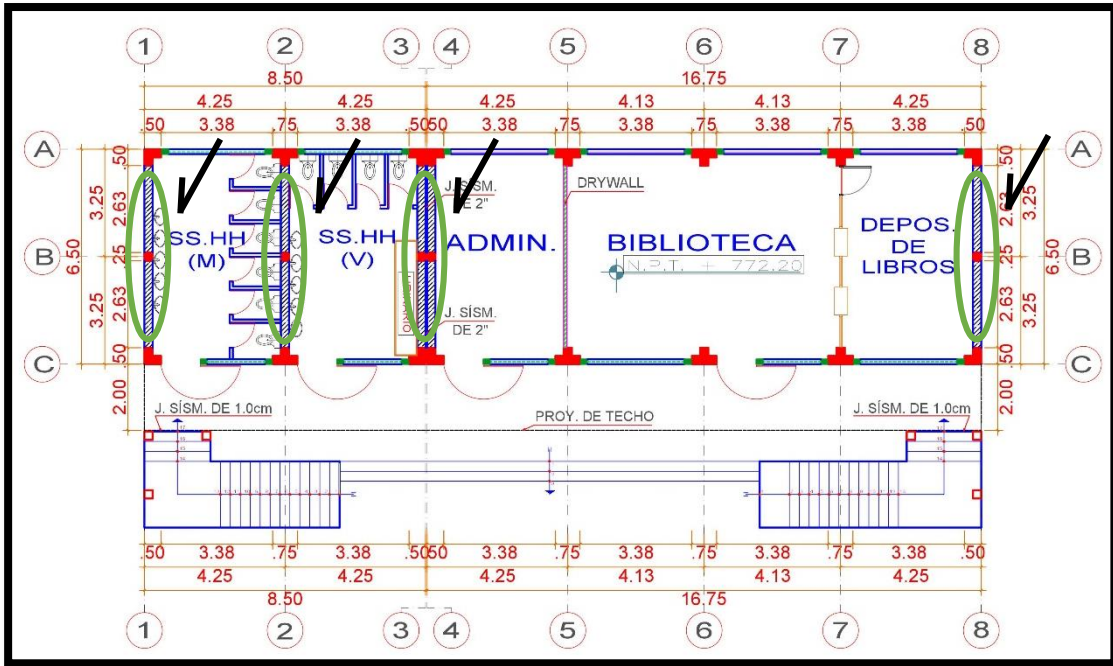 1 2 3 4 5 6 7 8
8.50 16.75
4.25 4.25 4.25 4.13 4.13 4.25
.50 3.38 .75 3.38 .50 .50 3.38 .75 3.38 .75 3.38 .75 3.38 .50
A A
.50 .50
J. SÍSM.
DE 2"
DRYWALL
3.25 2.63 2.63 3.25
SS.HH
(M)
SS.HH
(V)
ADMIN.
BIBLIOTECA
DEPOS.
DE
LIBROS
B B
6.50 .25 .25 6.50
N.P.T. + 772.20
3.25 2.63 2.63 3.25
J. SÍSM.
DE 2"
.50 .50
C C
2.00 2.00
J. SÍSM. DE 1.0cm
PROY. DE TECHO
J. SÍSM. DE 1.0cm
.50 3.38 .75 3.38 .50 .50 3.38 .75 3.38 .75 3.38 .75 3.38 .50
4.25 4.25 4.25 4.13 4.13 4.25
8.50 16.75
1 2 3 4 5 6 7 8